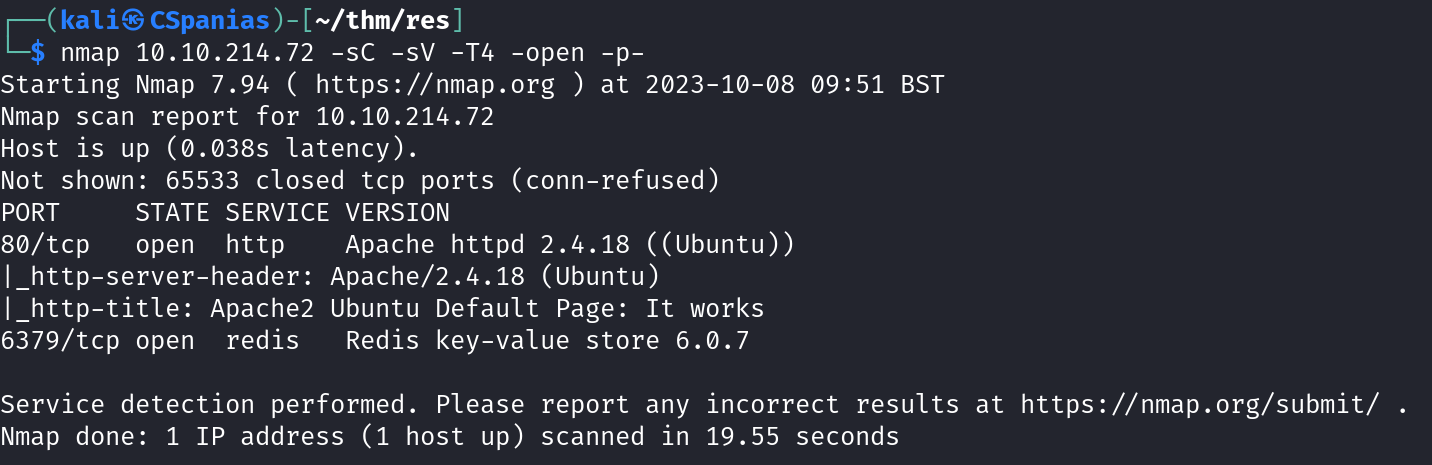 ┌──(kali㉿CSpanias)-[~/thm/res]
└─$ nmap 10.10.214.72 -sC -sV -T4 -open -p-
Starting Nmap 7.94 ( https://nmap.org ) at 2023-10-08 09:51 BST
Nmap scan report for 10.10.214.72
Host is up (0.038s latency).
Not shown: 65533 closed tcp ports (conn-refused)
PORT     STATE SERVICE VERSION
80/tcp   open  http    Apache httpd 2.4.18 ((Ubuntu))
|_http-server-header: Apache/2.4.18 (Ubuntu)
|_http-title: Apache2 Ubuntu Default Page: It works
6379/tcp open  redis   Redis key-value store 6.0.7

Service detection performed. Please report any incorrect results at https://nmap.org/submit/ .
Nmap done: 1 IP address (1 host up) scanned in 19.55 seconds